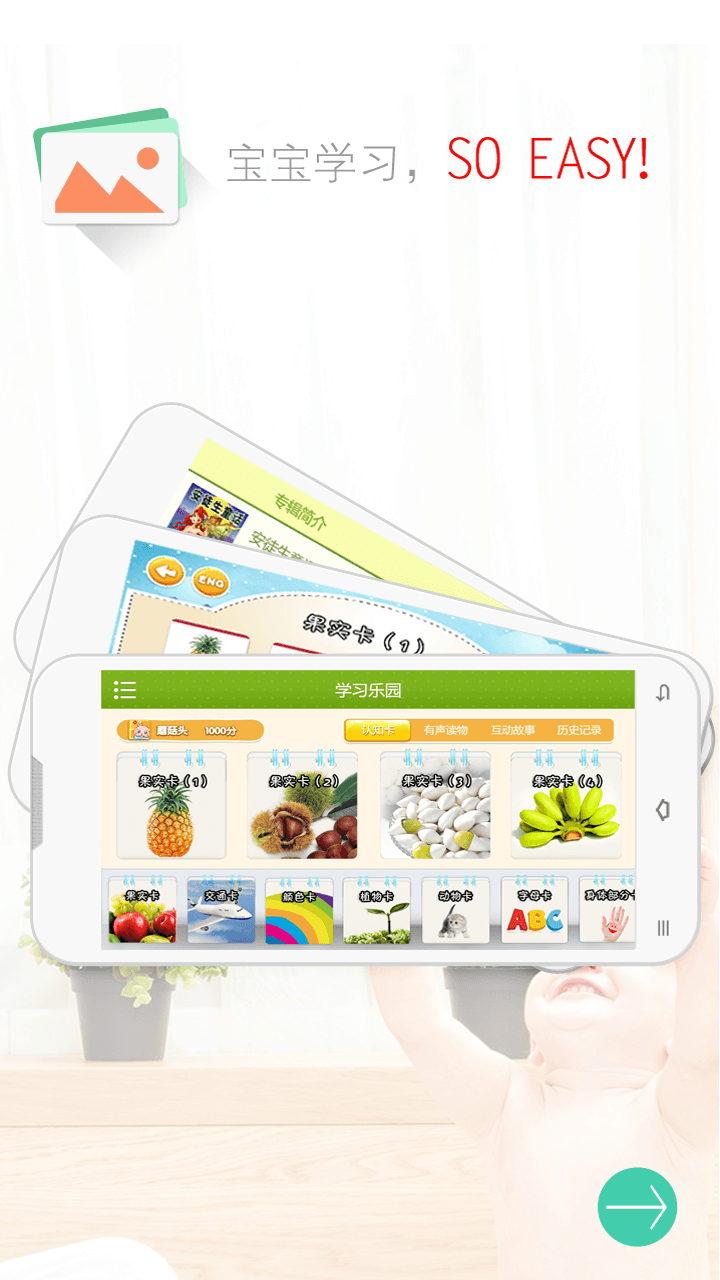 宝宝学习，SO EASY!
安徒生童话
专辑简介
ENG
果实卡（1）
学习乐园
蘑菇头 1000分
认知卡 有声读物 互动故事 历史记录
果实卡（1） 果实卡（2） 果实卡（3） 果实卡（4）
果实卡 交通卡 颜色卡 植物卡 动物卡 字母卡 身体部分卡
ABC